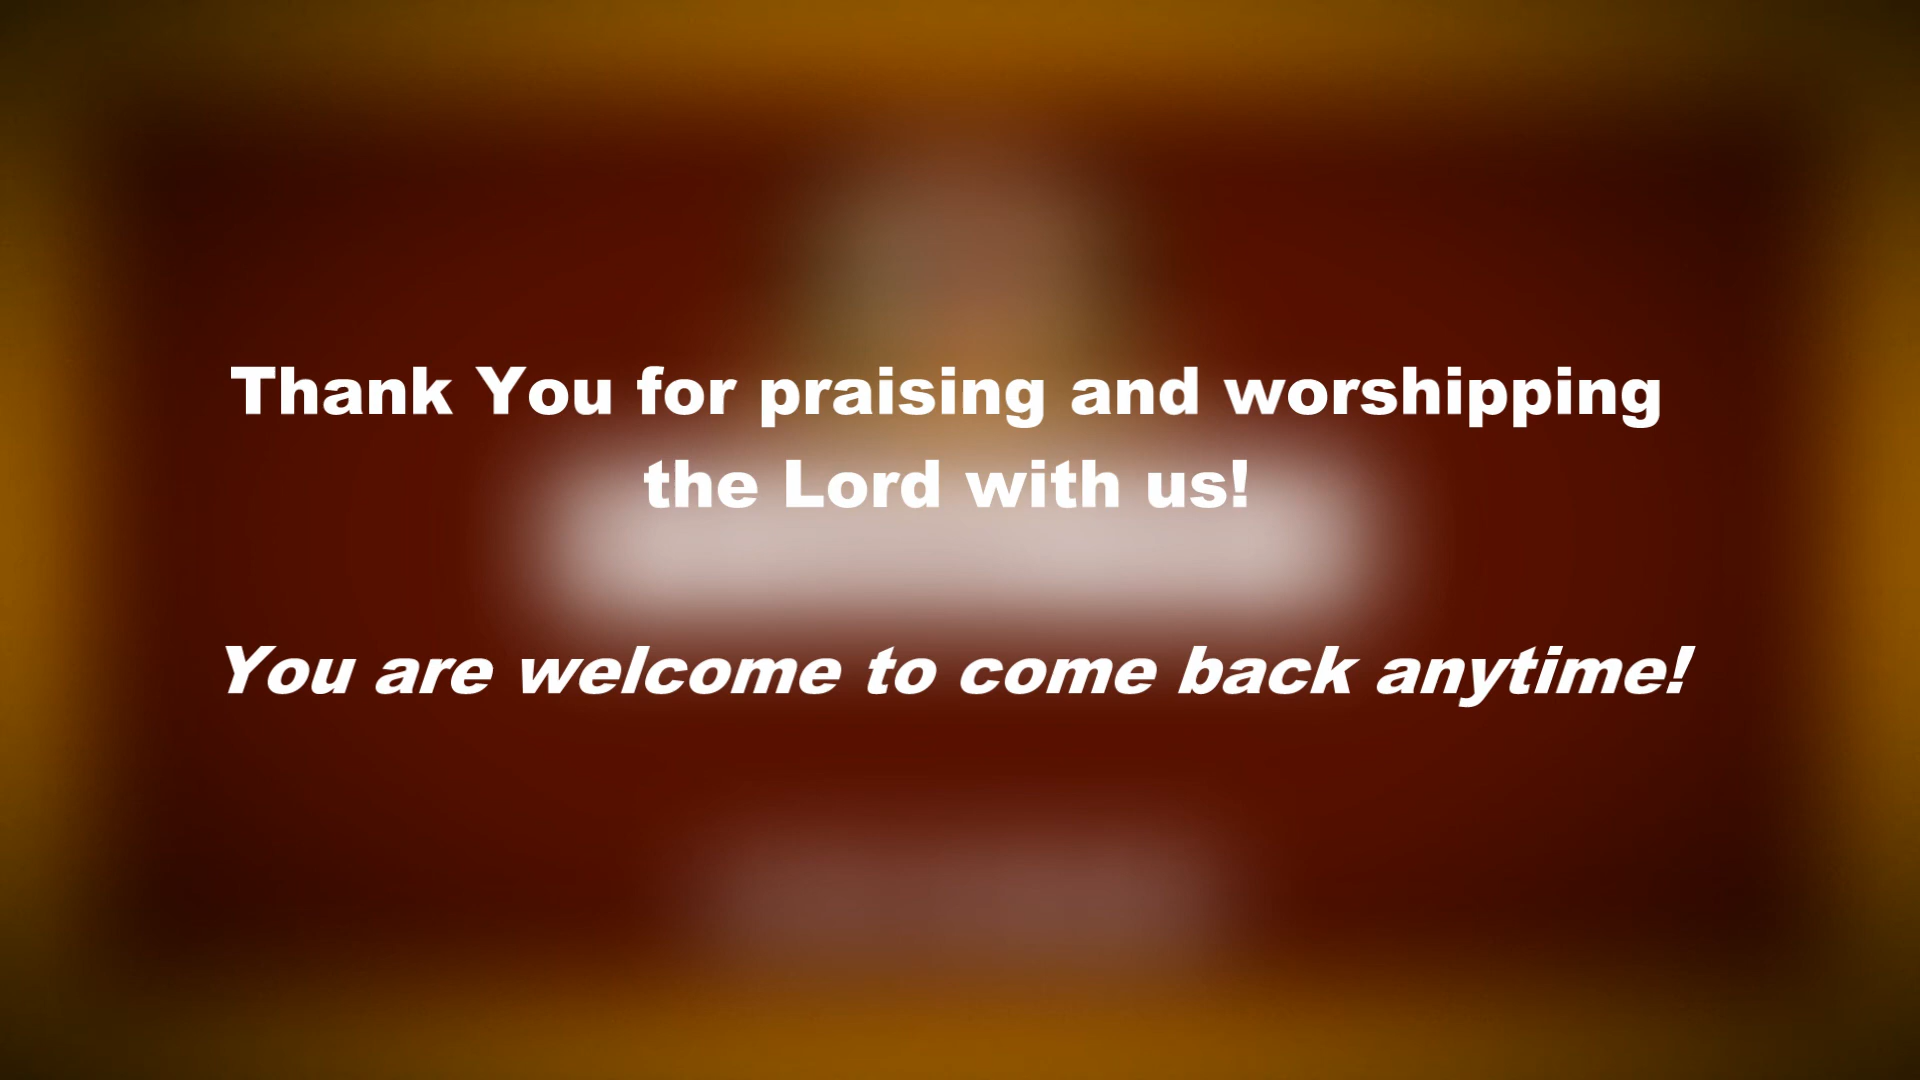 Thank You for praising and worshipping
the Lord with us!
You are welcome to come back anytime!